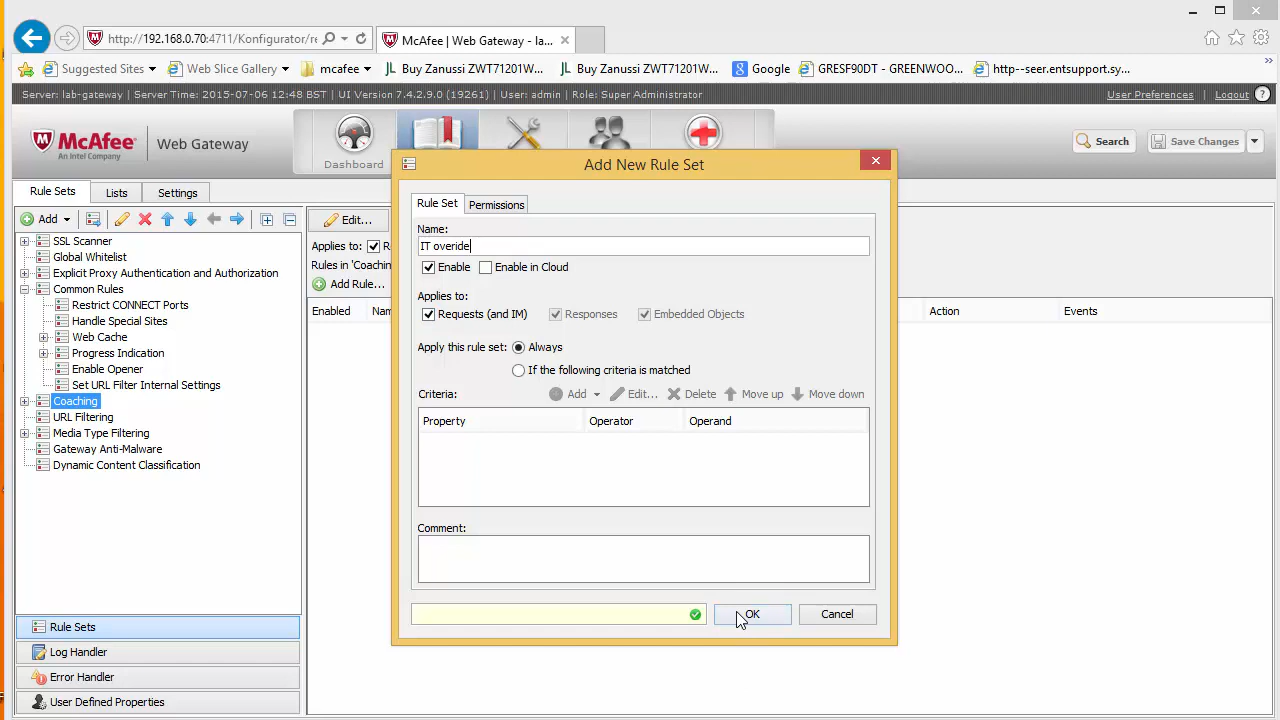 http://192.168.0.70:4711/Konfigurator/re
McAfee | Web Gateway - la...
Suggested Sites
Web Slice Gallery
mcafee
Buy Zanussi ZWT71201W...
Buy Zanussi ZWT71201W...
Google
GRESF90DT - GREENWOO...
http--seer.entsupport.sy...
Server: lab-gateway | Server Time: 2015-07-06 12:48 BST | UI Version 7.4.2.9.0 (19261) | User: admin | Role: Super Administrator
User Preferences | Logout
McAfee
An Intel Company
Web Gateway
Dashboard
Search
Save Changes
Rule Sets
Lists
Settings
Add
SSL Scanner
Global Whitelist
Explicit Proxy Authentication and Authorisation
Common Rules
Restrict CONNECT Ports
Handle Special Sites
Web Cache
Progress Indication
Enable Opener
Set URL Filter Internal Settings
Coaching
URL Filtering
Media Type Filtering
Gateway Anti-Malware
Dynamic Content Classification
Rule Sets
Log Handler
Error Handler
User Defined Properties
Edit...
Applies to: R
Rules in 'Coachin
Add Rule...
Enabled
Nam
Action
Events
Add New Rule Set
Rule Set
Permissions
Name:
IT overide
Enable
Enable in Cloud
Applies to:
Requests (and IM)
Responses
Embedded Objects
Apply this rule set: Always
If the following criteria is matched
Criteria:
Add
Edit...
Delete
Move up
Move down
Property
Operator
Operand
Comment:
OK
Cancel